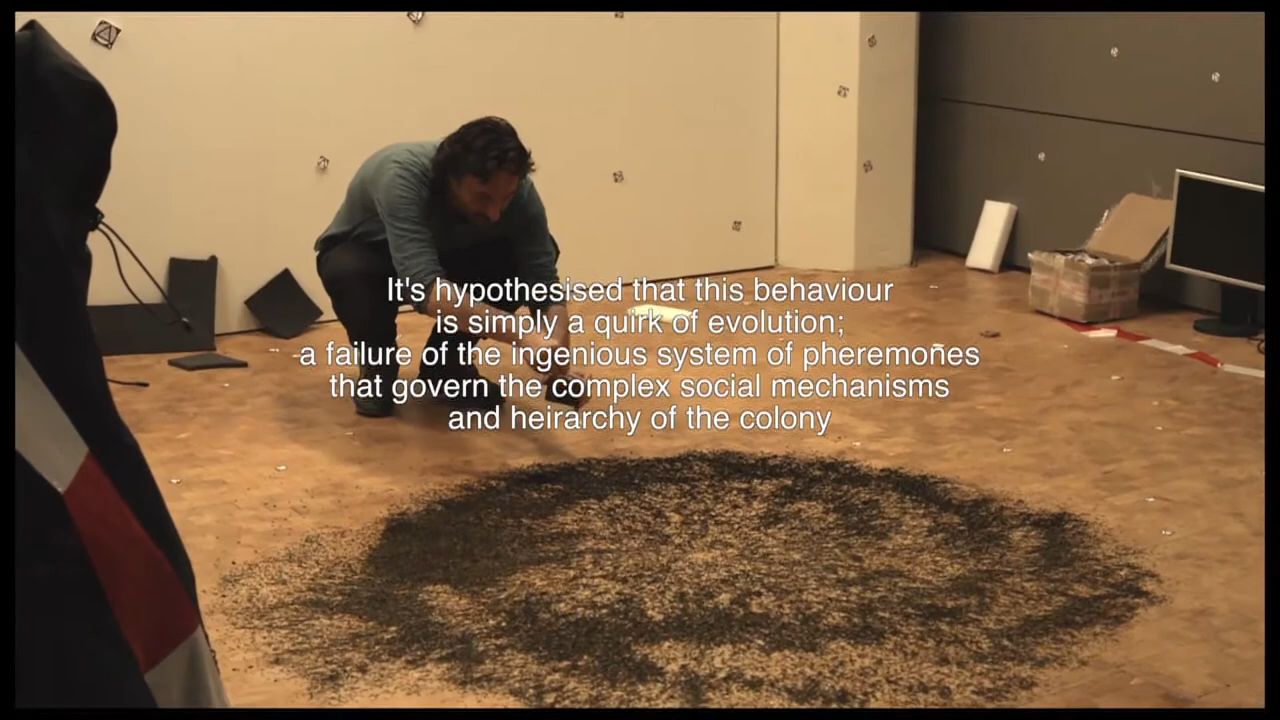 It's hypothesised that this behaviour
is simply a quirk of evolution;
a failure of the ingenious system of pheremones
that govern the complex social mechanisms
and heirarchy of the colony